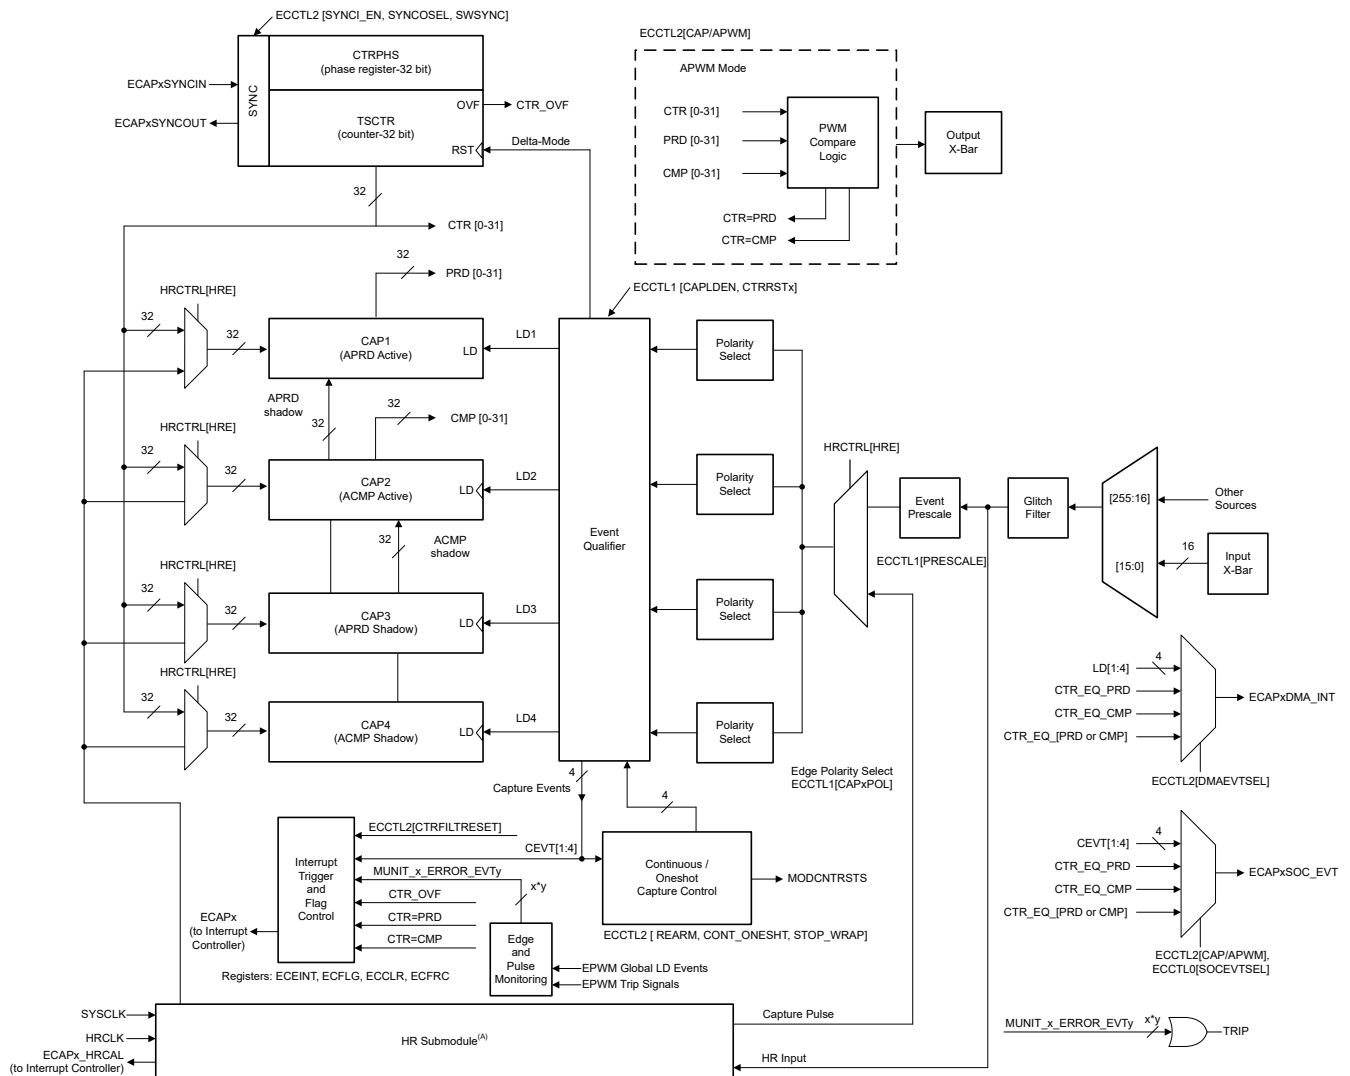 ECCTL2 [SYNCI_EN, SYNCOSEL, SWSYNC]
CTRPHS
(phase register-32 bit)
SYNC
ECAPxSYNCIN
ECAPxSYNCOUT
OVF
CTR_OVF
TSCTR
(counter-32 bit)
RST
Delta-Mode
32
CTR [0-31]
32
PRD [0-31]
ECCTL2[CAP/APWM]
APWM Mode
CTR [0-31]
PRD [0-31]
CMP [0-31]
PWM
Compare
Logic
CTR=PRD
CTR=CMP
Output
X-Bar
ECCTL1 [CAPLDEN, CTRRSTx]
HRCTRL[HRE]
32
32
CAP1
(APRD Active)
LD
LD1
Polarity
Select
APRD
shadow
32
32
CMP [0-31]
HRCTRL[HRE]
32
32
CAP2
(ACMP Active)
LD
LD2
Polarity
Select
32
ACMP
shadow
Event
Qualifier
HRCTRL[HRE]
32
32
CAP3
(APRD Shadow)
LD
LD3
Polarity
Select
HRCTRL[HRE]
32
32
CAP4
(ACMP Shadow)
LD
LD4
Polarity
Select
HRCTRL[HRE]
Event
Prescale
ECCTL1[PRESCALE]
Glitch
Filter
[255:16]
[15:0]
Other
Sources
16
Input
X-Bar
Edge Polarity Select
ECCTL1[CAPxPOL]
LD[1:4]
4
CTR_EQ_PRD
CTR_EQ_CMP
CTR_EQ_[PRD or CMP]
ECAPxDMA_INT
ECCTL2[DMAEVTSEL]
4
Capture Events
4
ECCTL2[CTRFILTRESET]
CEVT[1:4]
MUNIT_x_ERROR_EVTy
x*y
CTR_OVF
CTR=PRD
CTR=CMP
Interrupt
Trigger
and
Flag
Control
ECAPx
(to Interrupt
Controller)
Registers: ECEINT, ECFLG, ECCLR, ECFRC
Continuous /
Oneshot
Capture Control
MODCNTRSTS
ECCTL2 [ REARM, CONT_ONESHT, STOP_WRAP]
Edge
and
Pulse
Monitoring
EPWM Global LD Events
EPWM Trip Signals
CEVT[1:4]
4
CTR_EQ_PRD
CTR_EQ_CMP
CTR_EQ_[PRD or CMP]
ECAPxSOC_EVT
ECCTL2[CAP/APWM],
ECCTL0[SOCEVTSEL]
SYSCLK
HRCLK
ECAPx_HRCAL
(to Interrupt Controller)
HR Submodule(A)
Capture Pulse
HR Input
MUNIT_x_ERROR_EVTy
x*y
TRIP